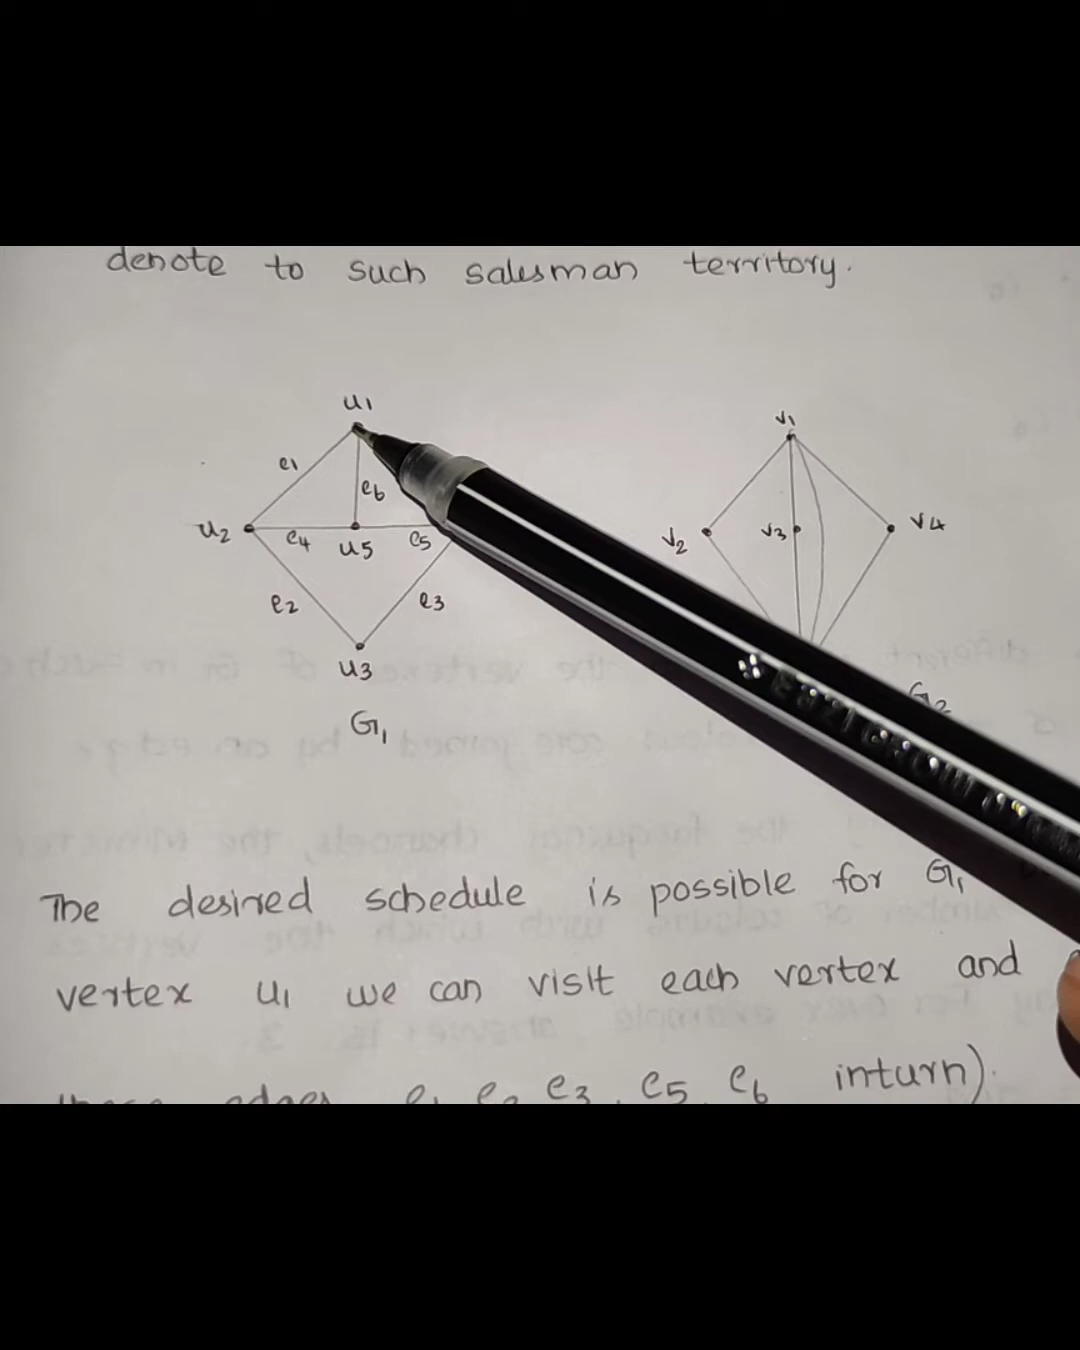 denote to such salesman territory.
u1
e1
e6
u2
e4
u5
e5
e2
e3
u3
G1
v1
v2
v3
v4
G2
The desired schedule is possible for G1
vertex u1 we can visit each vertex and
edges e3, e5, e6 inturn).